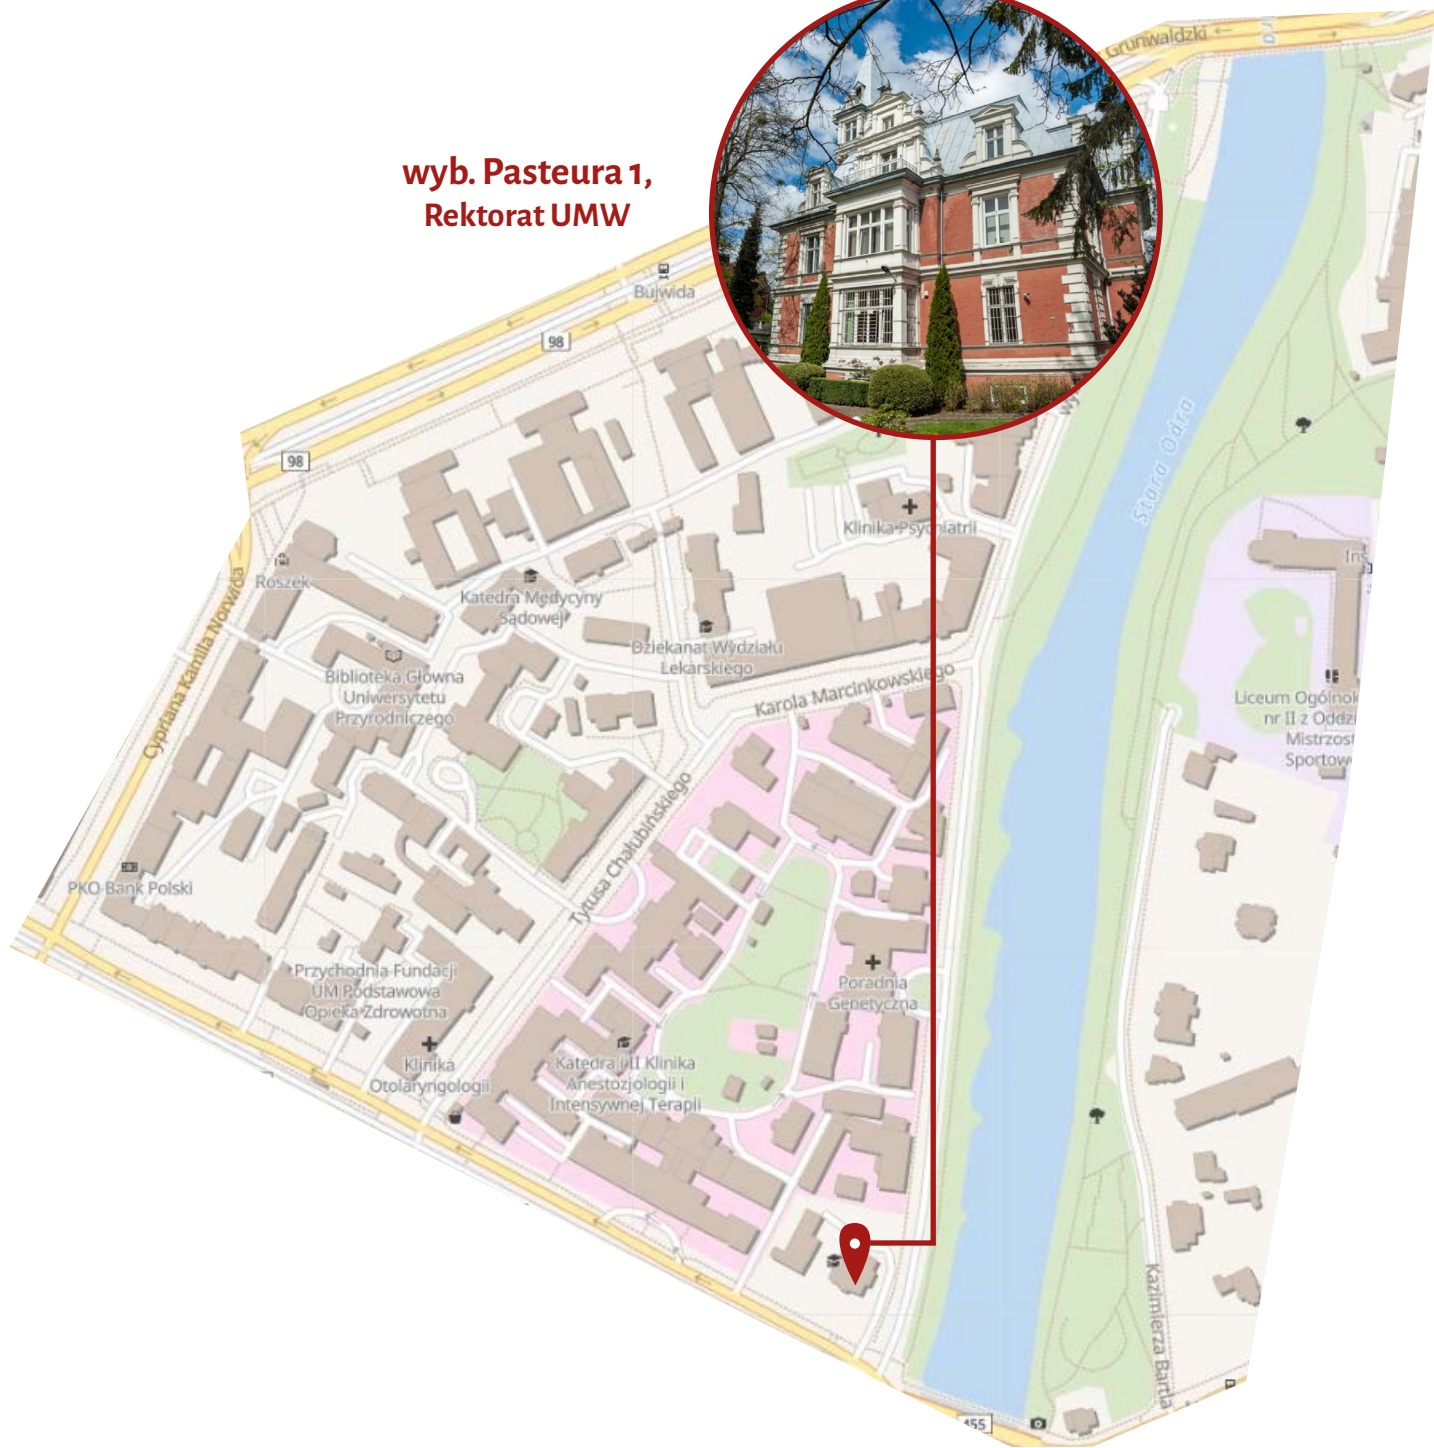 Grunwaldzki
wyb. Pasteura 1,
Rektorat UMW
Bujwida
98
98
Stara Odra
Klinika Psychiatrii
Roszek
Katedra Medycyny
Sądowej
Dziekanat Wydziału
Lekarskiego
Biblioteka Główna
Uniwersytetu
Przyrodniczego
Cypriana Kamila Norwida
Karola Marcinkowskiego
Liceum Ogólnok
nr II z Oddz
Mistrzost
Sportow
Ins
Tytusa Chałubińskiego
PKO Bank Polski
Przychodnia Fundacji
UM Podstawowa
Opieka Zdrowotna
Poradnia
Genetyczna
Klinika
Otolaryngologii
Katedra i II Klinika
Anestozjologii i
Intensywnej Terapii
Kazimierza Bartla
455